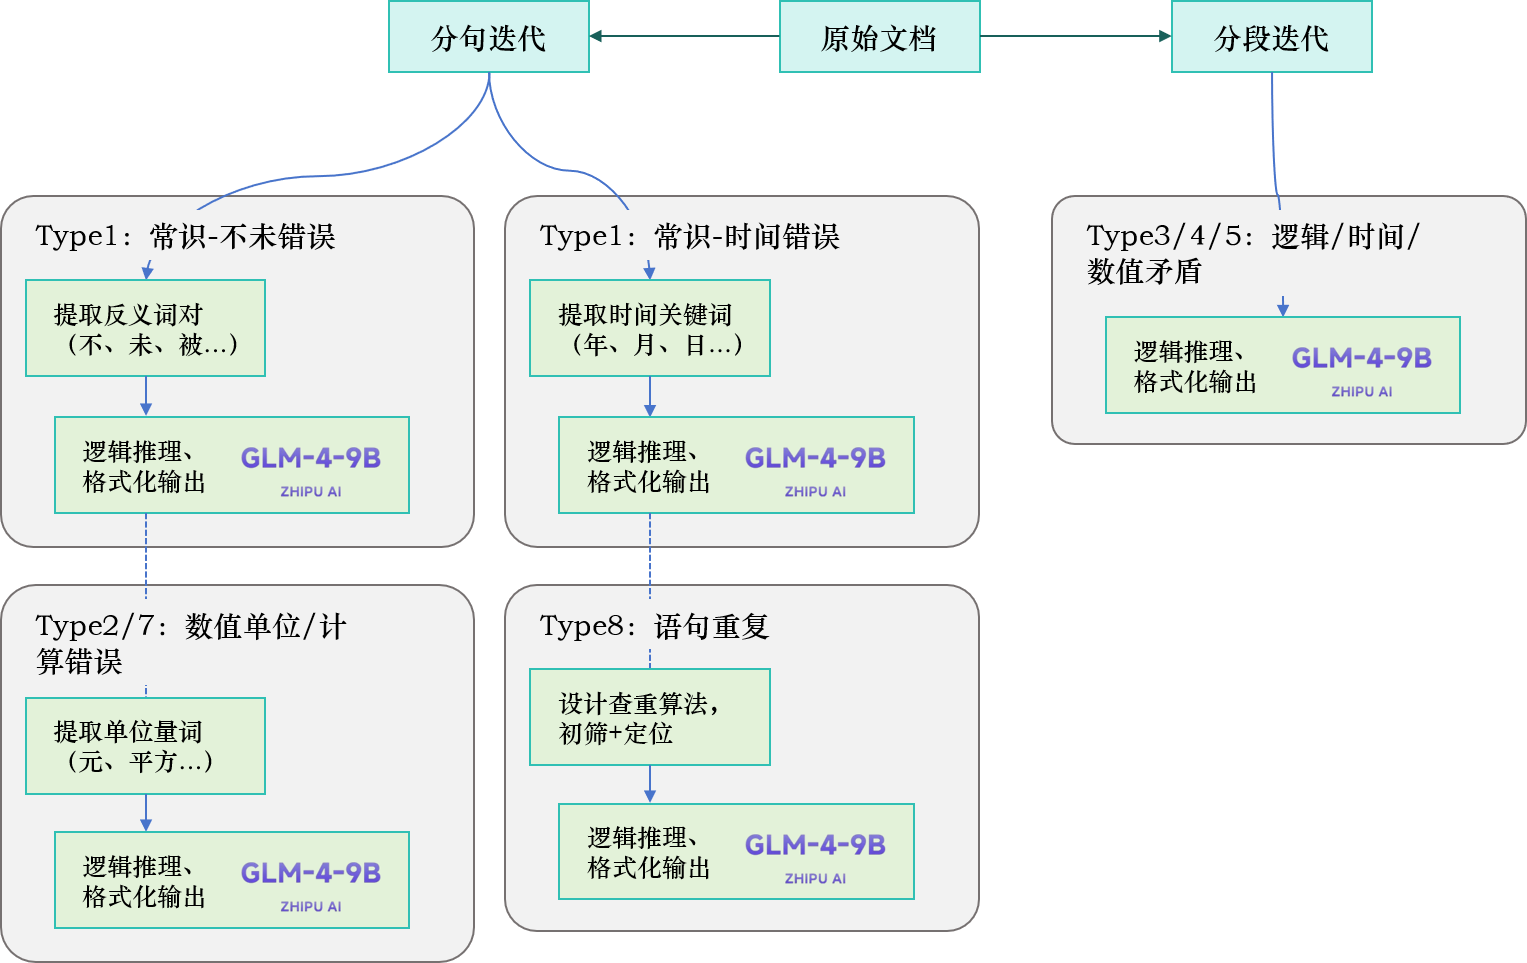 分句迭代
原始文档
分段迭代
Type1：常识-不未错误
提取反义词对
（不、未、被...）
逻辑推理、
格式化输出
GLM-4-9B
ZHIPU AI
Type1：常识-时间错误
提取时间关键词
（年、月、日...）
逻辑推理、
格式化输出
GLM-4-9B
ZHIPU AI
Type3/4/5：逻辑/时间/
数值矛盾
逻辑推理、
格式化输出
GLM-4-9B
ZHIPU AI
Type2/7：数值单位/计
算错误
提取单位量词
（元、平方...）
逻辑推理、
格式化输出
GLM-4-9B
ZHIPU AI
Type8：语句重复
设计查重算法，
初筛+定位
逻辑推理、
格式化输出
GLM-4-9B
ZHIPU AI